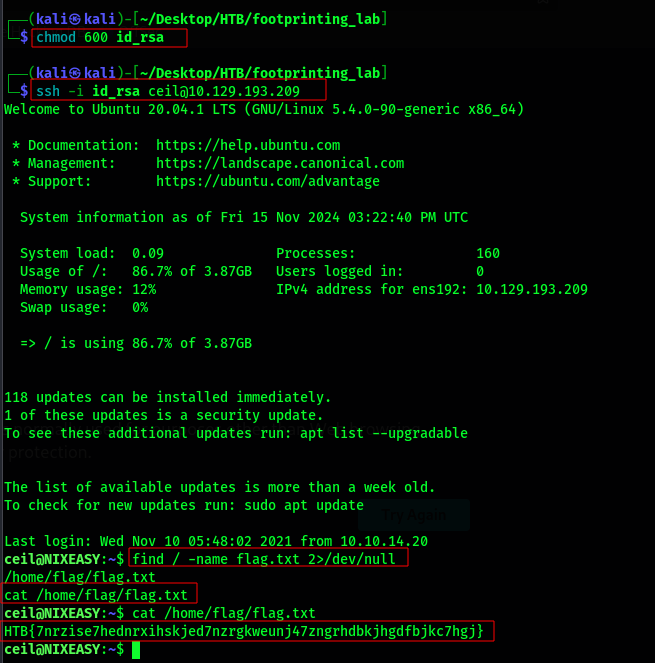 ┌──(kali㉿kali)-[~/Desktop/HTB/footprinting_lab]
└─$ chmod 600 id_rsa
┌──(kali㉿kali)-[~/Desktop/HTB/footprinting_lab]
└─$ ssh -i id_rsa ceil@10.129.193.209
Welcome to Ubuntu 20.04.1 LTS (GNU/Linux 5.4.0-90-generic x86_64)
* Documentation:  https://help.ubuntu.com
* Management:     https://landscape.canonical.com
* Support:        https://ubuntu.com/advantage
System information as of Fri 15 Nov 2024 03:22:40 PM UTC
System load:  0.09               Processes:               160
Usage of /:   86.7% of 3.87GB   Users logged in:         0
Memory usage: 12%                IPv4 address for ens192: 10.129.193.209
Swap usage:   0%
=> / is using 86.7% of 3.87GB
118 updates can be installed immediately.
1 of these updates is a security update.
To see these additional updates run: apt list --upgradable
protection.
The list of available updates is more than a week old.
To check for new updates run: sudo apt update
Try Again
Last login: Wed Nov 10 05:48:02 2021 from 10.10.14.20
ceil@NIXEASY:~$ find / -name flag.txt 2>/dev/null
/home/flag/flag.txt
cat /home/flag/flag.txt
ceil@NIXEASY:~$ cat /home/flag/flag.txt
HTB{7nrzise7hednrxihskjed7nzrgkweunj47zngrhdbkjhgdfbjkc7hgj}
ceil@NIXEASY:~$